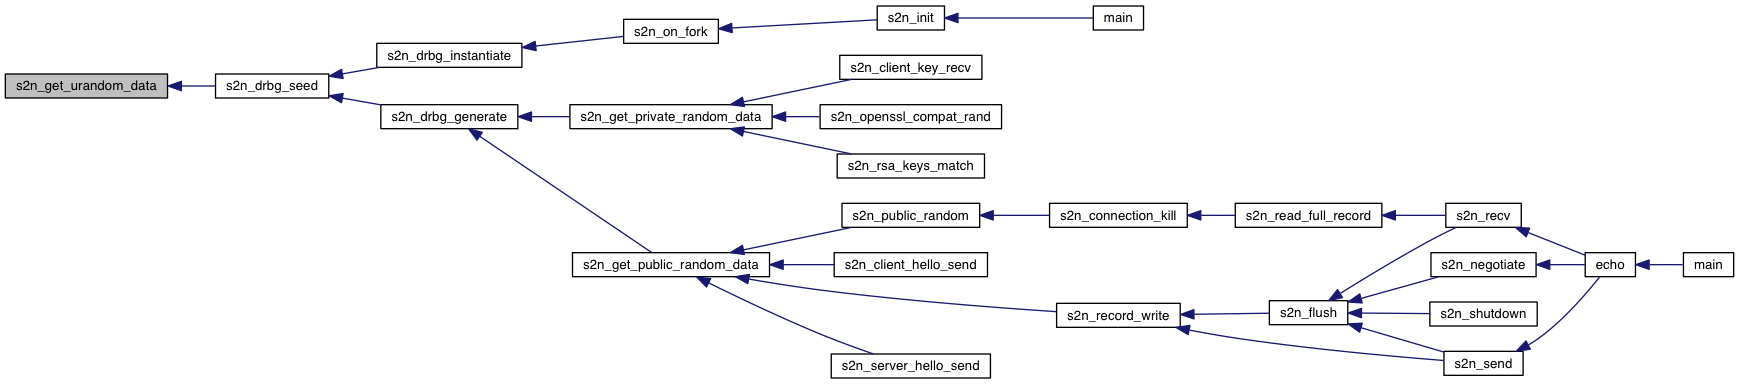 s2n_get_urandom_data
s2n_drbg_seed
s2n_drbg_instantiate
s2n_on_fork
s2n_init
main
s2n_drbg_generate
s2n_get_private_random_data
s2n_client_key_recv
s2n_openssl_compat_rand
s2n_rsa_keys_match
s2n_get_public_random_data
s2n_public_random
s2n_connection_kill
s2n_read_full_record
s2n_recv
s2n_client_hello_send
s2n_negotiate
echo
main
s2n_record_write
s2n_flush
s2n_shutdown
s2n_send
s2n_server_hello_send